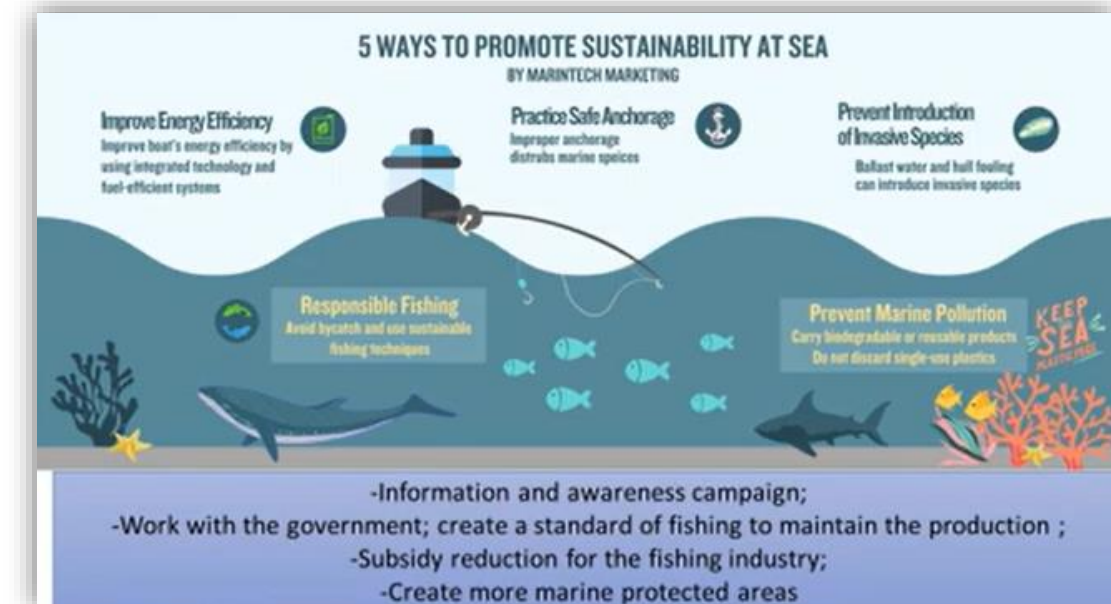 5 WAYS TO PROMOTE SUSTAINABILITY AT SEA
BY MARINTECH MARKETING
Improve Energy Efficiency
Improve boat's energy efficiency by
using integrated technology and
fuel-efficient systems
Practice Safe Anchorage
Improper anchorage
distrubs marine speices
Prevent Introduction
of Invasive Species
Ballast water and hull fouling
can introduce invasive species
Responsible Fishing
Avoid bycatch and use sustainable
fishing techniques
Prevent Marine Pollution
Carry biodegradable or reusable products
Do not discard single-use plastics
KEEP
SEA
-Information and awareness campaign;
-Work with the government; create a standard of fishing to maintain the production ;
-Subsidy reduction for the fishing industry;
-Create more marine protected areas